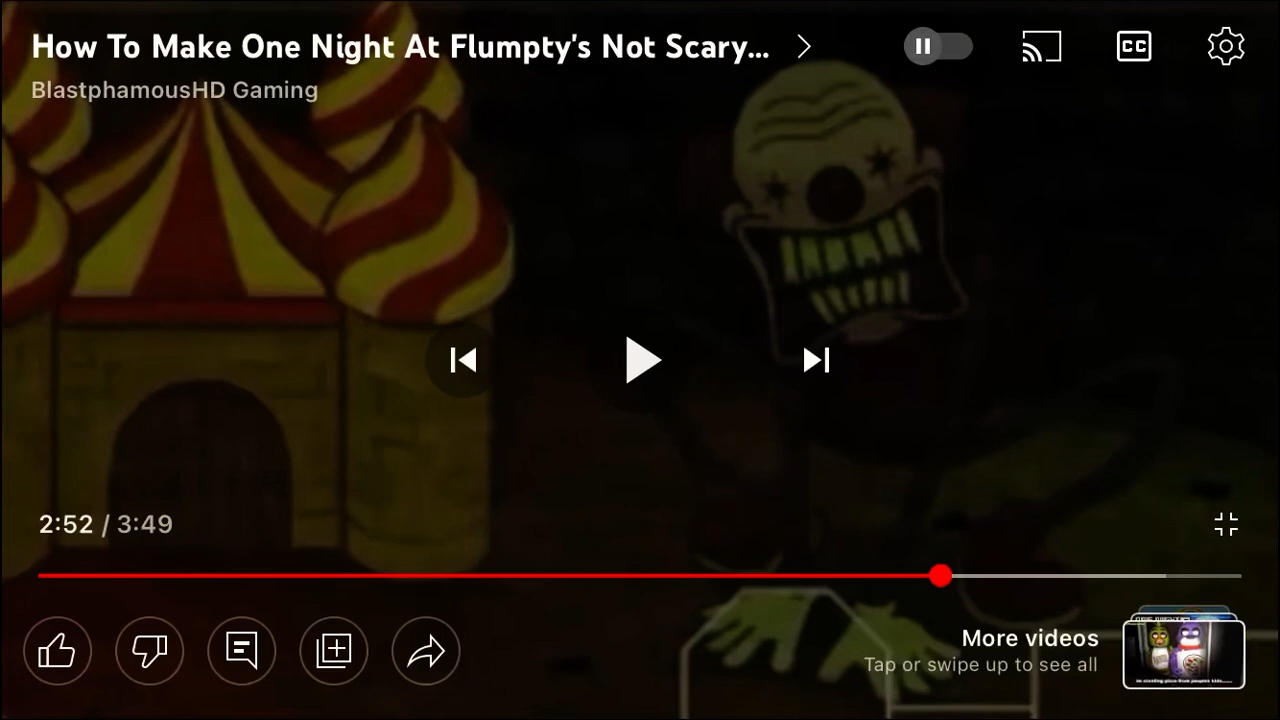 How To Make One Night At Flumpty's Not Scary...
BlastphamousHD Gaming
CC
2:52 / 3:49
More videos
Tap or swipe up to see all